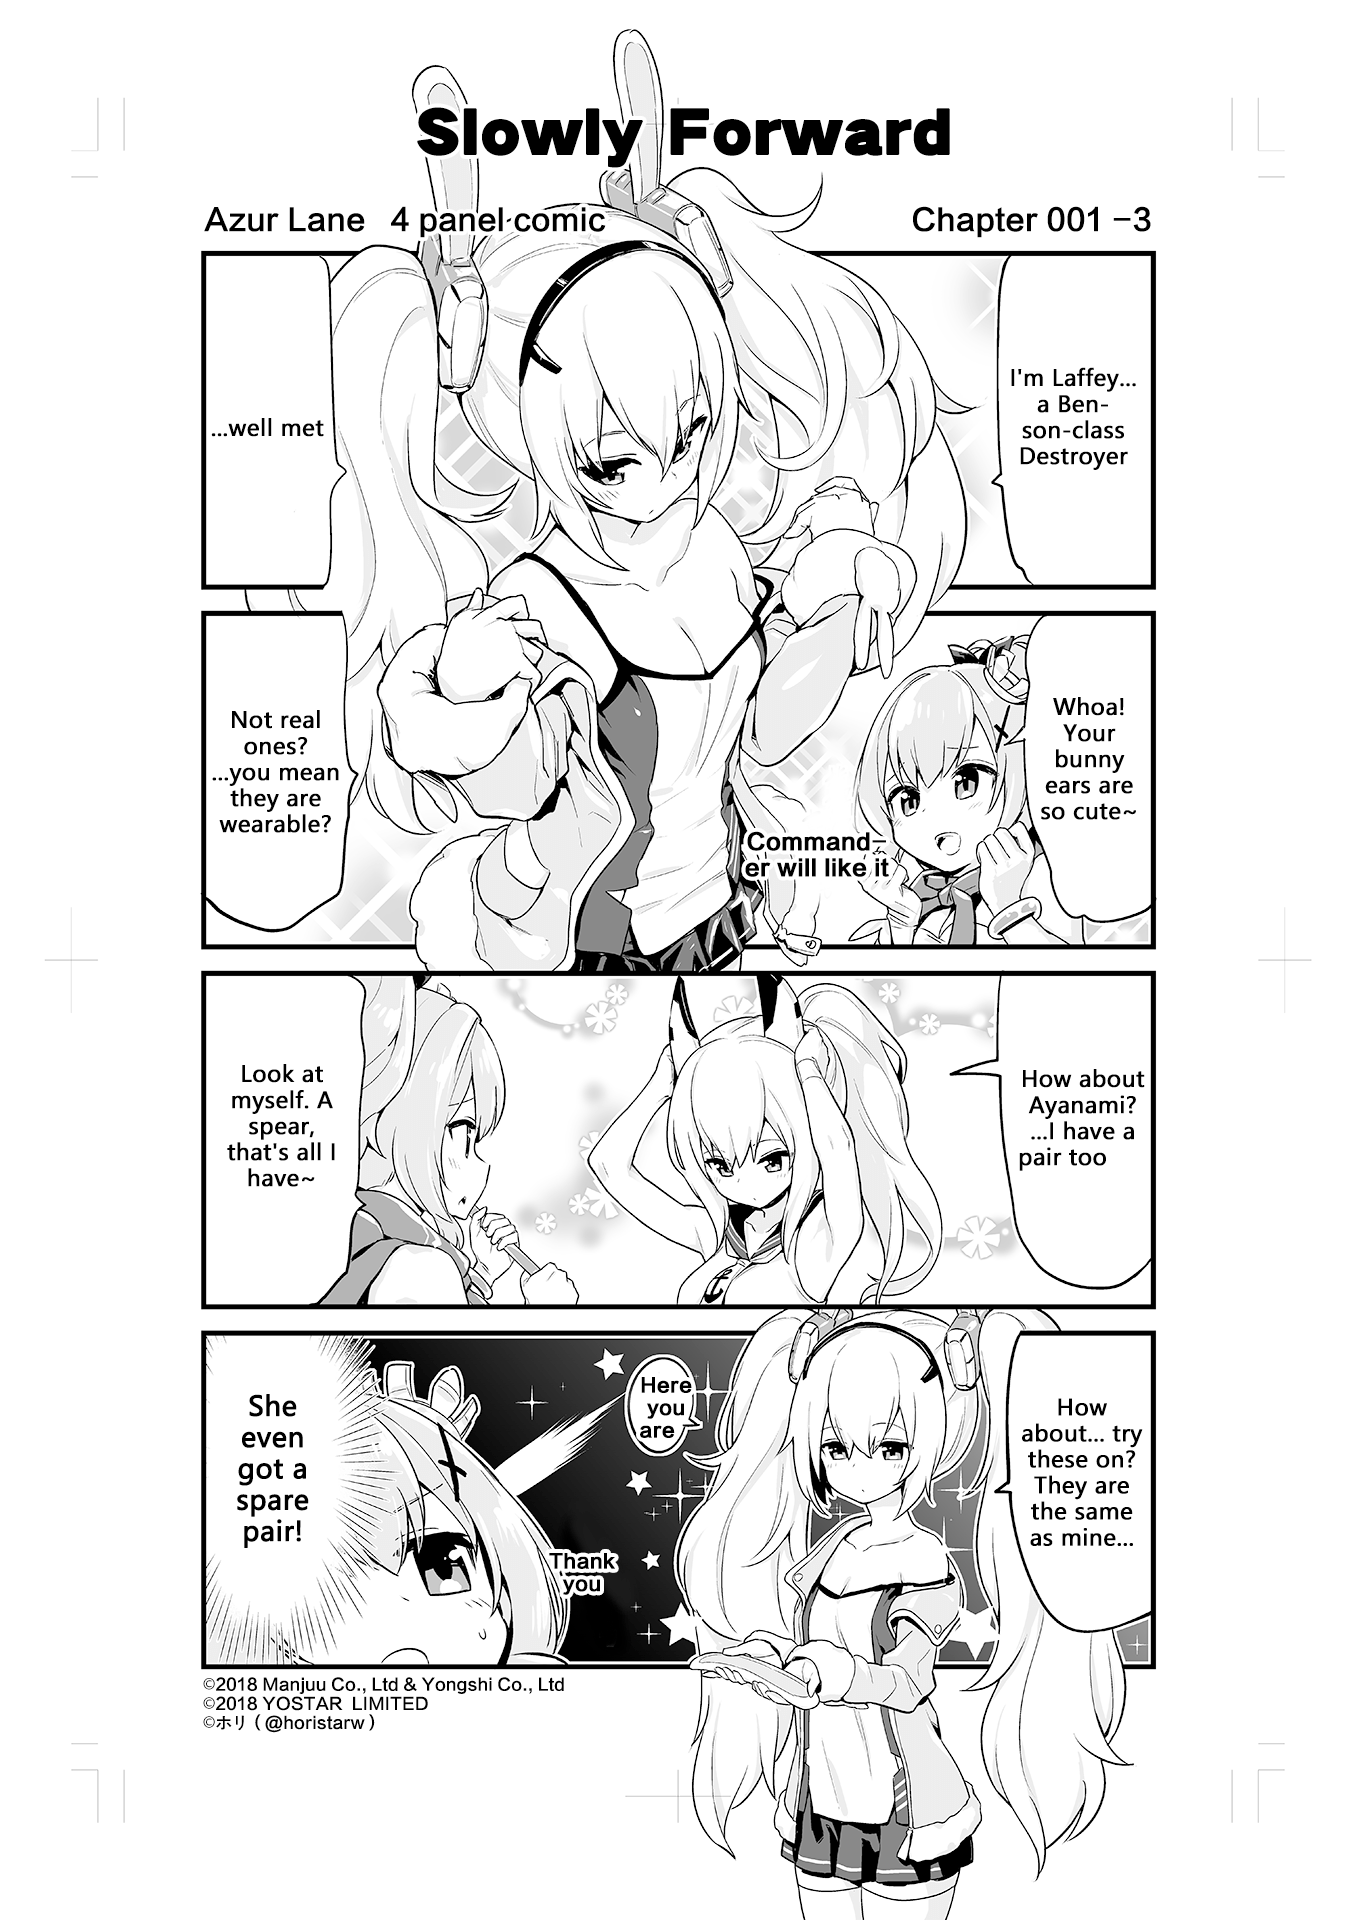 Slowly Forward
Azur Lane 4 panel comic
Chapter 001 −3
I'm Laffey...
a Ben-
son-class
Destroyer
...well met
Whoa!
Your
bunny
ears are
so cute~
Command-
er will like it
Not real
ones?
...you mean
they are
wearable?
How about
Ayanami?
...I have a
pair too
Look at
myself. A
spear,
that's all I
have~
How
about... try
these on?
They are
the same
as mine...
Here
you
are
Thank
you
She
even
got a
spare
pair!
©2018 Manjuu Co., Ltd & Yongshi Co., Ltd
©2018 YOSTAR LIMITED
©ホリ ( @horistarw )